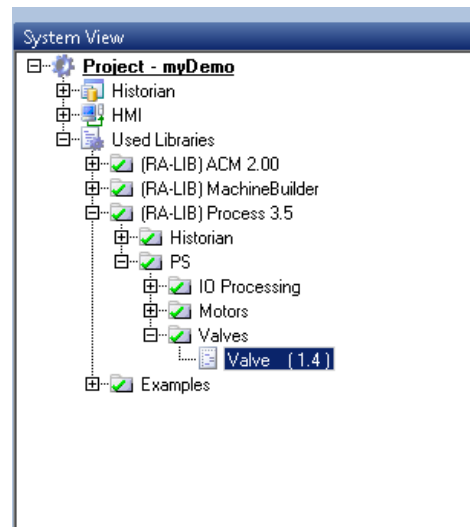 System View
Project - myDemo
Historian
HMI
Used Libraries
(RA-LIB) ACM 2.00
(RA-LIB) MachineBuilder
(RA-LIB) Process 3.5
Historian
PS
IO Processing
Motors
Valves
Valve (1.4)
Examples